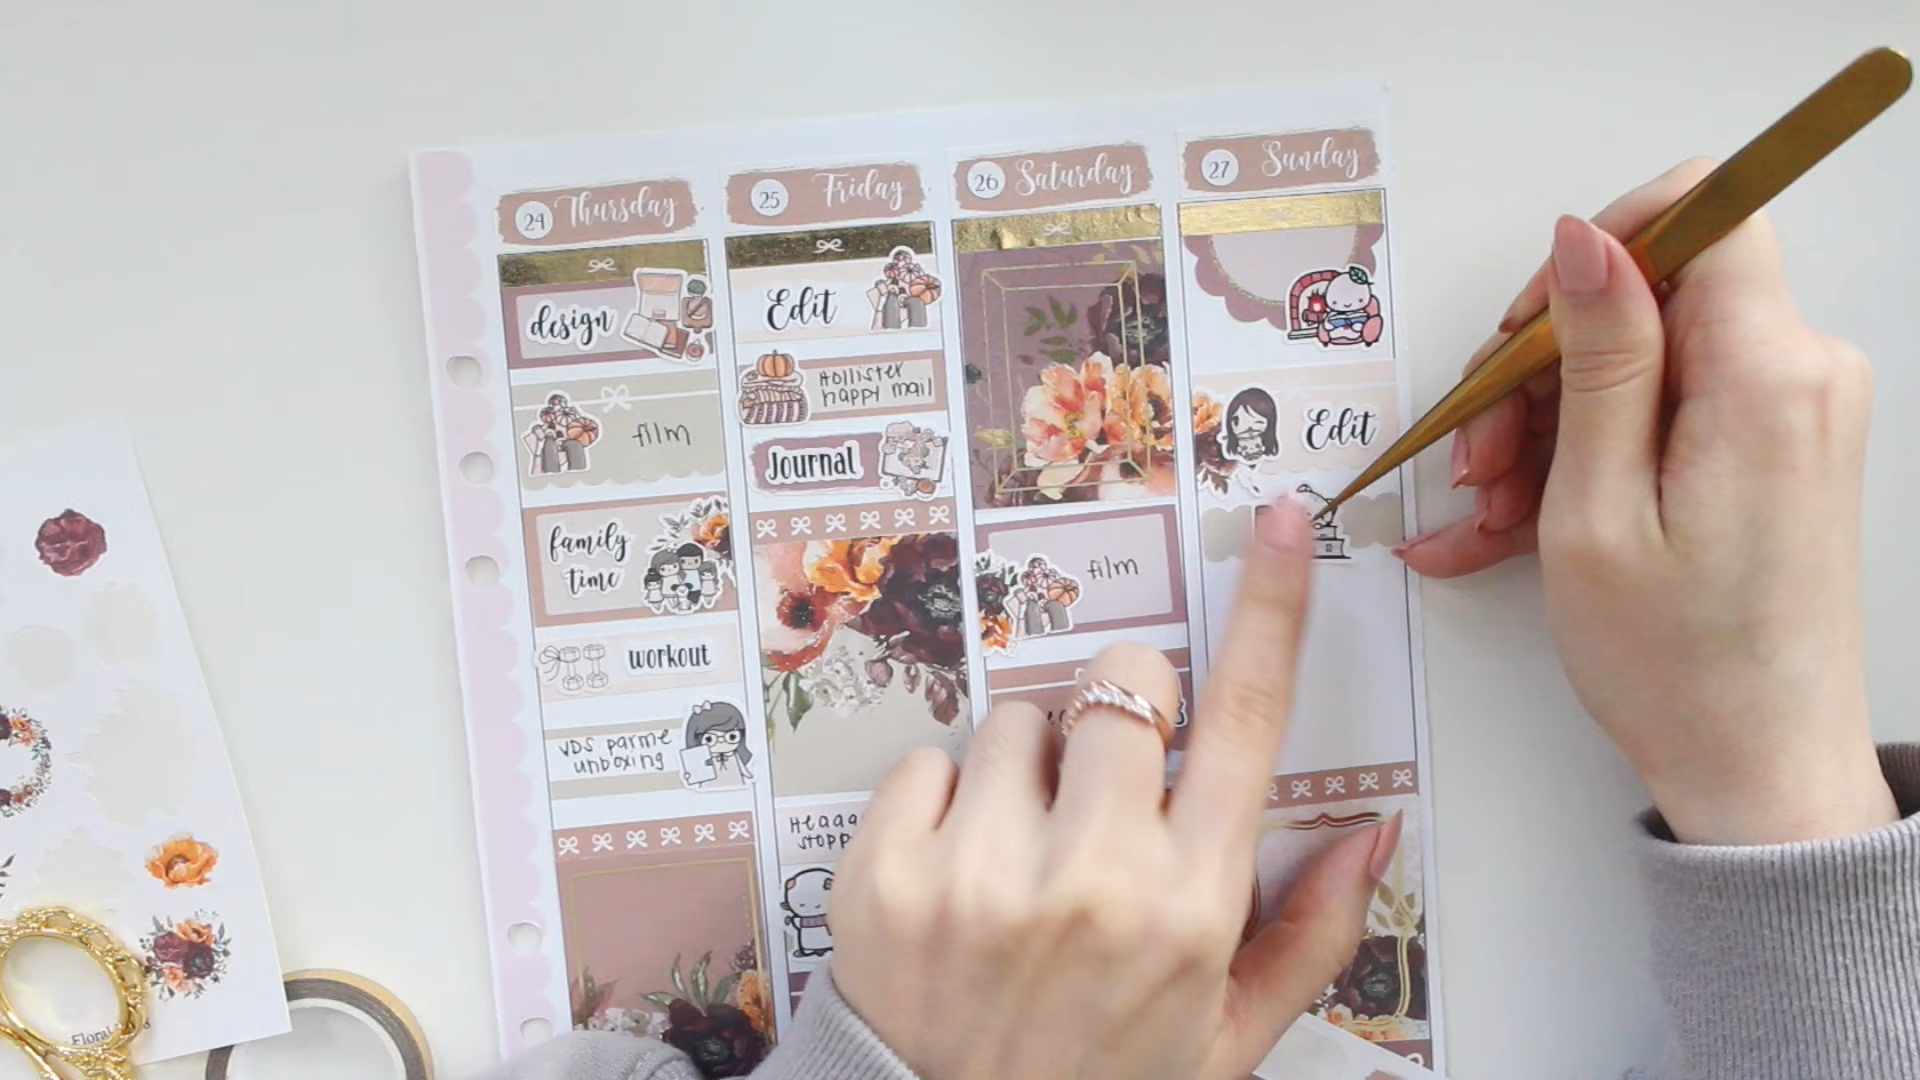 24 Thursday
design
film
family
time
workout
VDS parme
unboxing
25 Friday
Edit
Hollister
happy mail
Journal
26 Saturday
film
27 Sunday
Edit